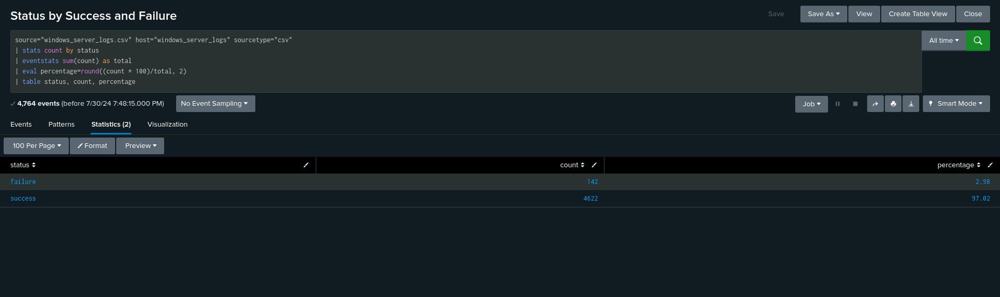 Status by Success and Failure
Save
Save As
View
Create Table View
Close
source="windows_server_logs.csv" host="windows_server_logs" sourcetype="csv"
| stats count by status
| eventstats sum(count) as total
| eval percentage=round((count * 100)/total, 2)
| table status, count, percentage
All time
4,764 events (before 7/30/24 7:48:15.000 PM)
No Event Sampling
Job
Smart Mode
Events
Patterns
Statistics (2)
Visualization
100 Per Page
Format
Preview
status count percentage
failure 142 2.98
success 4622 97.02